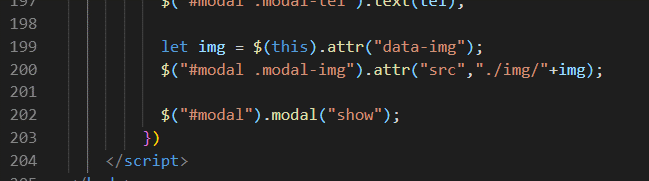 197 $("#modal .modal-tel").text(tel);
198
199 let img = $(this).attr("data-img");
200 $("#modal .modal-img").attr("src","./img/"+img);
201
202 $("#modal").modal("show");
203 })
204 </script>
205